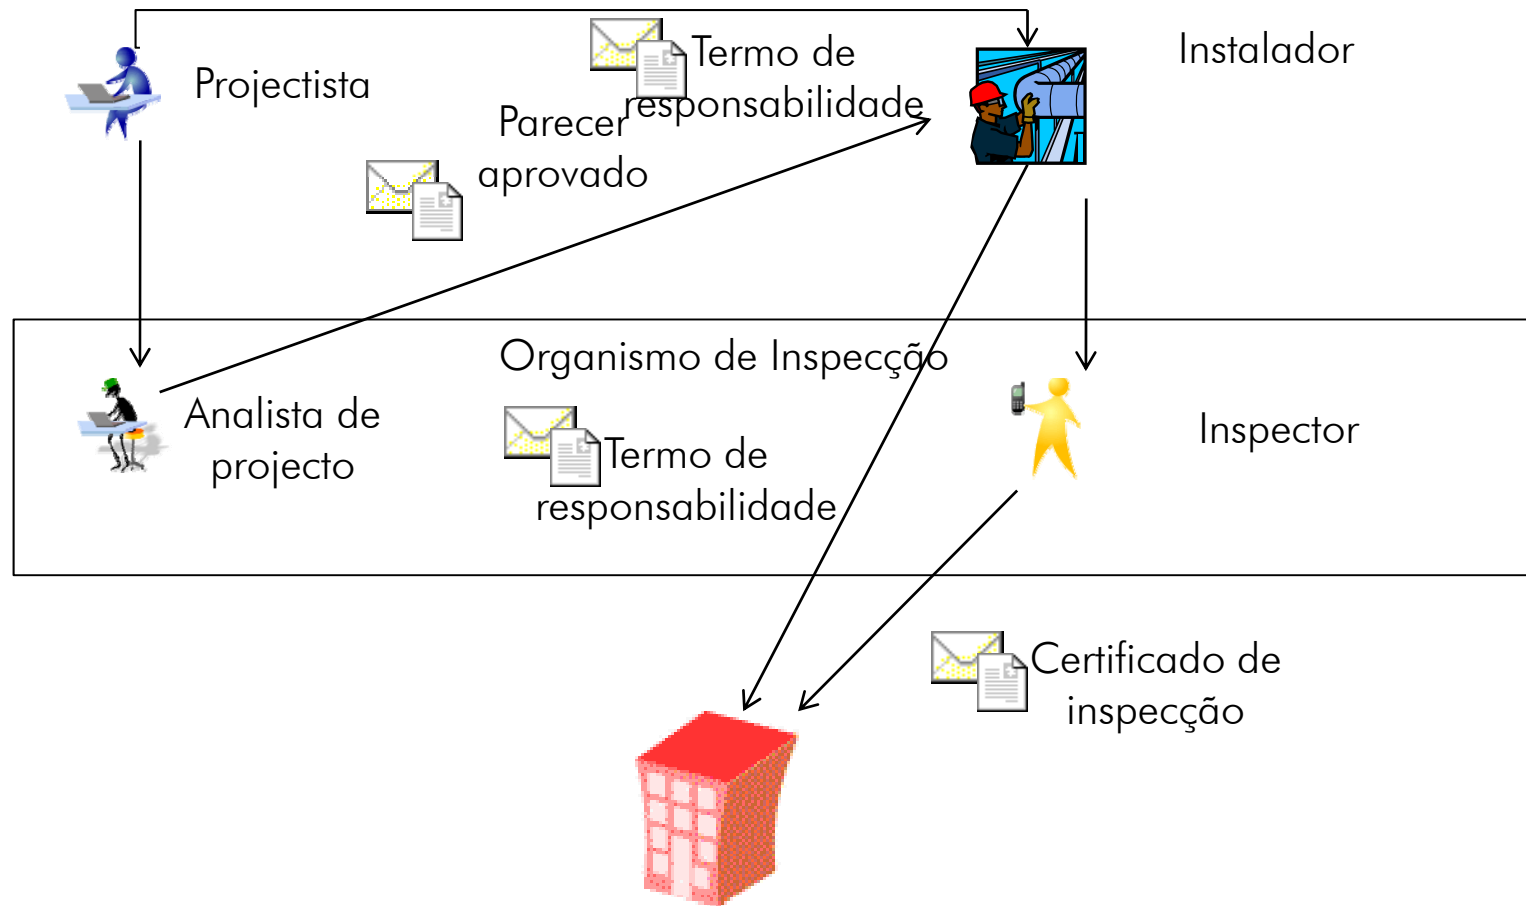 Projectista
Termo de
responsabilidade
Instalador
Parecer
aprovado
Organismo de Inspecção
Analista de
projecto
Termo de
responsabilidade
Inspector
Certificado de
inspecção